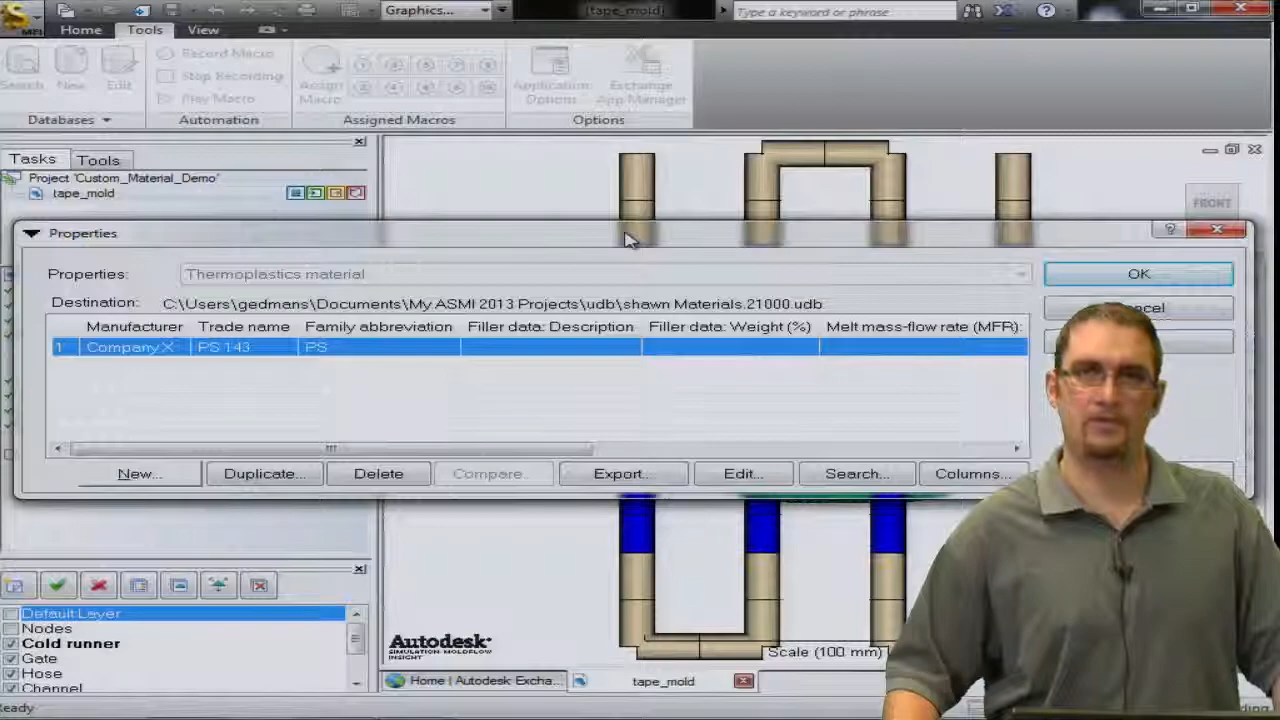 Graphics...
(tape_mold)
Type a keyword or phrase
MFI
Home
Tools
View
Record Macro
Stop Recording
Play Macro
Search
New
Edit
Assign
Macro
Application
Options
Exchange
App Manager
Databases
Automation
Assigned Macros
Options
Tasks
Tools
Project 'Custom_Material_Demo'
tape_mold
FRONT
Properties
Properties:
Thermoplastics material
OK
Destination:
C:\Users\gedmans\Documents\My ASMI 2013 Projects\udb\shawn Materials.21000.udb
Manufacturer
Trade name
Family abbreviation
Filler data: Description
Filler data: Weight (%)
Melt mass-flow rate (MFR):
1
Company X
PS 143
PS
New...
Duplicate...
Delete
Compare
Export...
Edit...
Search...
Columns...
Default Layer
Nodes
Cold runner
Gate
Hose
Channel
Autodesk
SIMULATION MOLDFLOW
INSIGHT
Scale (100 mm)
Home | Autodesk Excha...
tape_mold
Ready